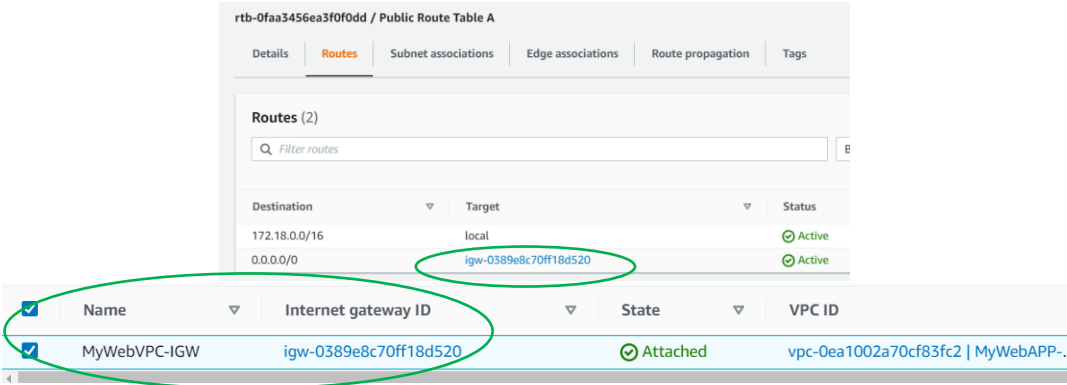 rtb-0faa3456ea3f0f0dd / Public Route Table A
Details Routes Subnet associations Edge associations Route propagation Tags
Routes (2)
Filter routes
Destination Target Status
172.18.0.0/16 local Active
0.0.0.0/0 igw-0389e8c70ff18d520 Active
Name Internet gateway ID State VPC ID
MyWebVPC-IGW igw-0389e8c70ff18d520 Attached vpc-0ea1002a70cf83fc2 | MyWebAPP-..